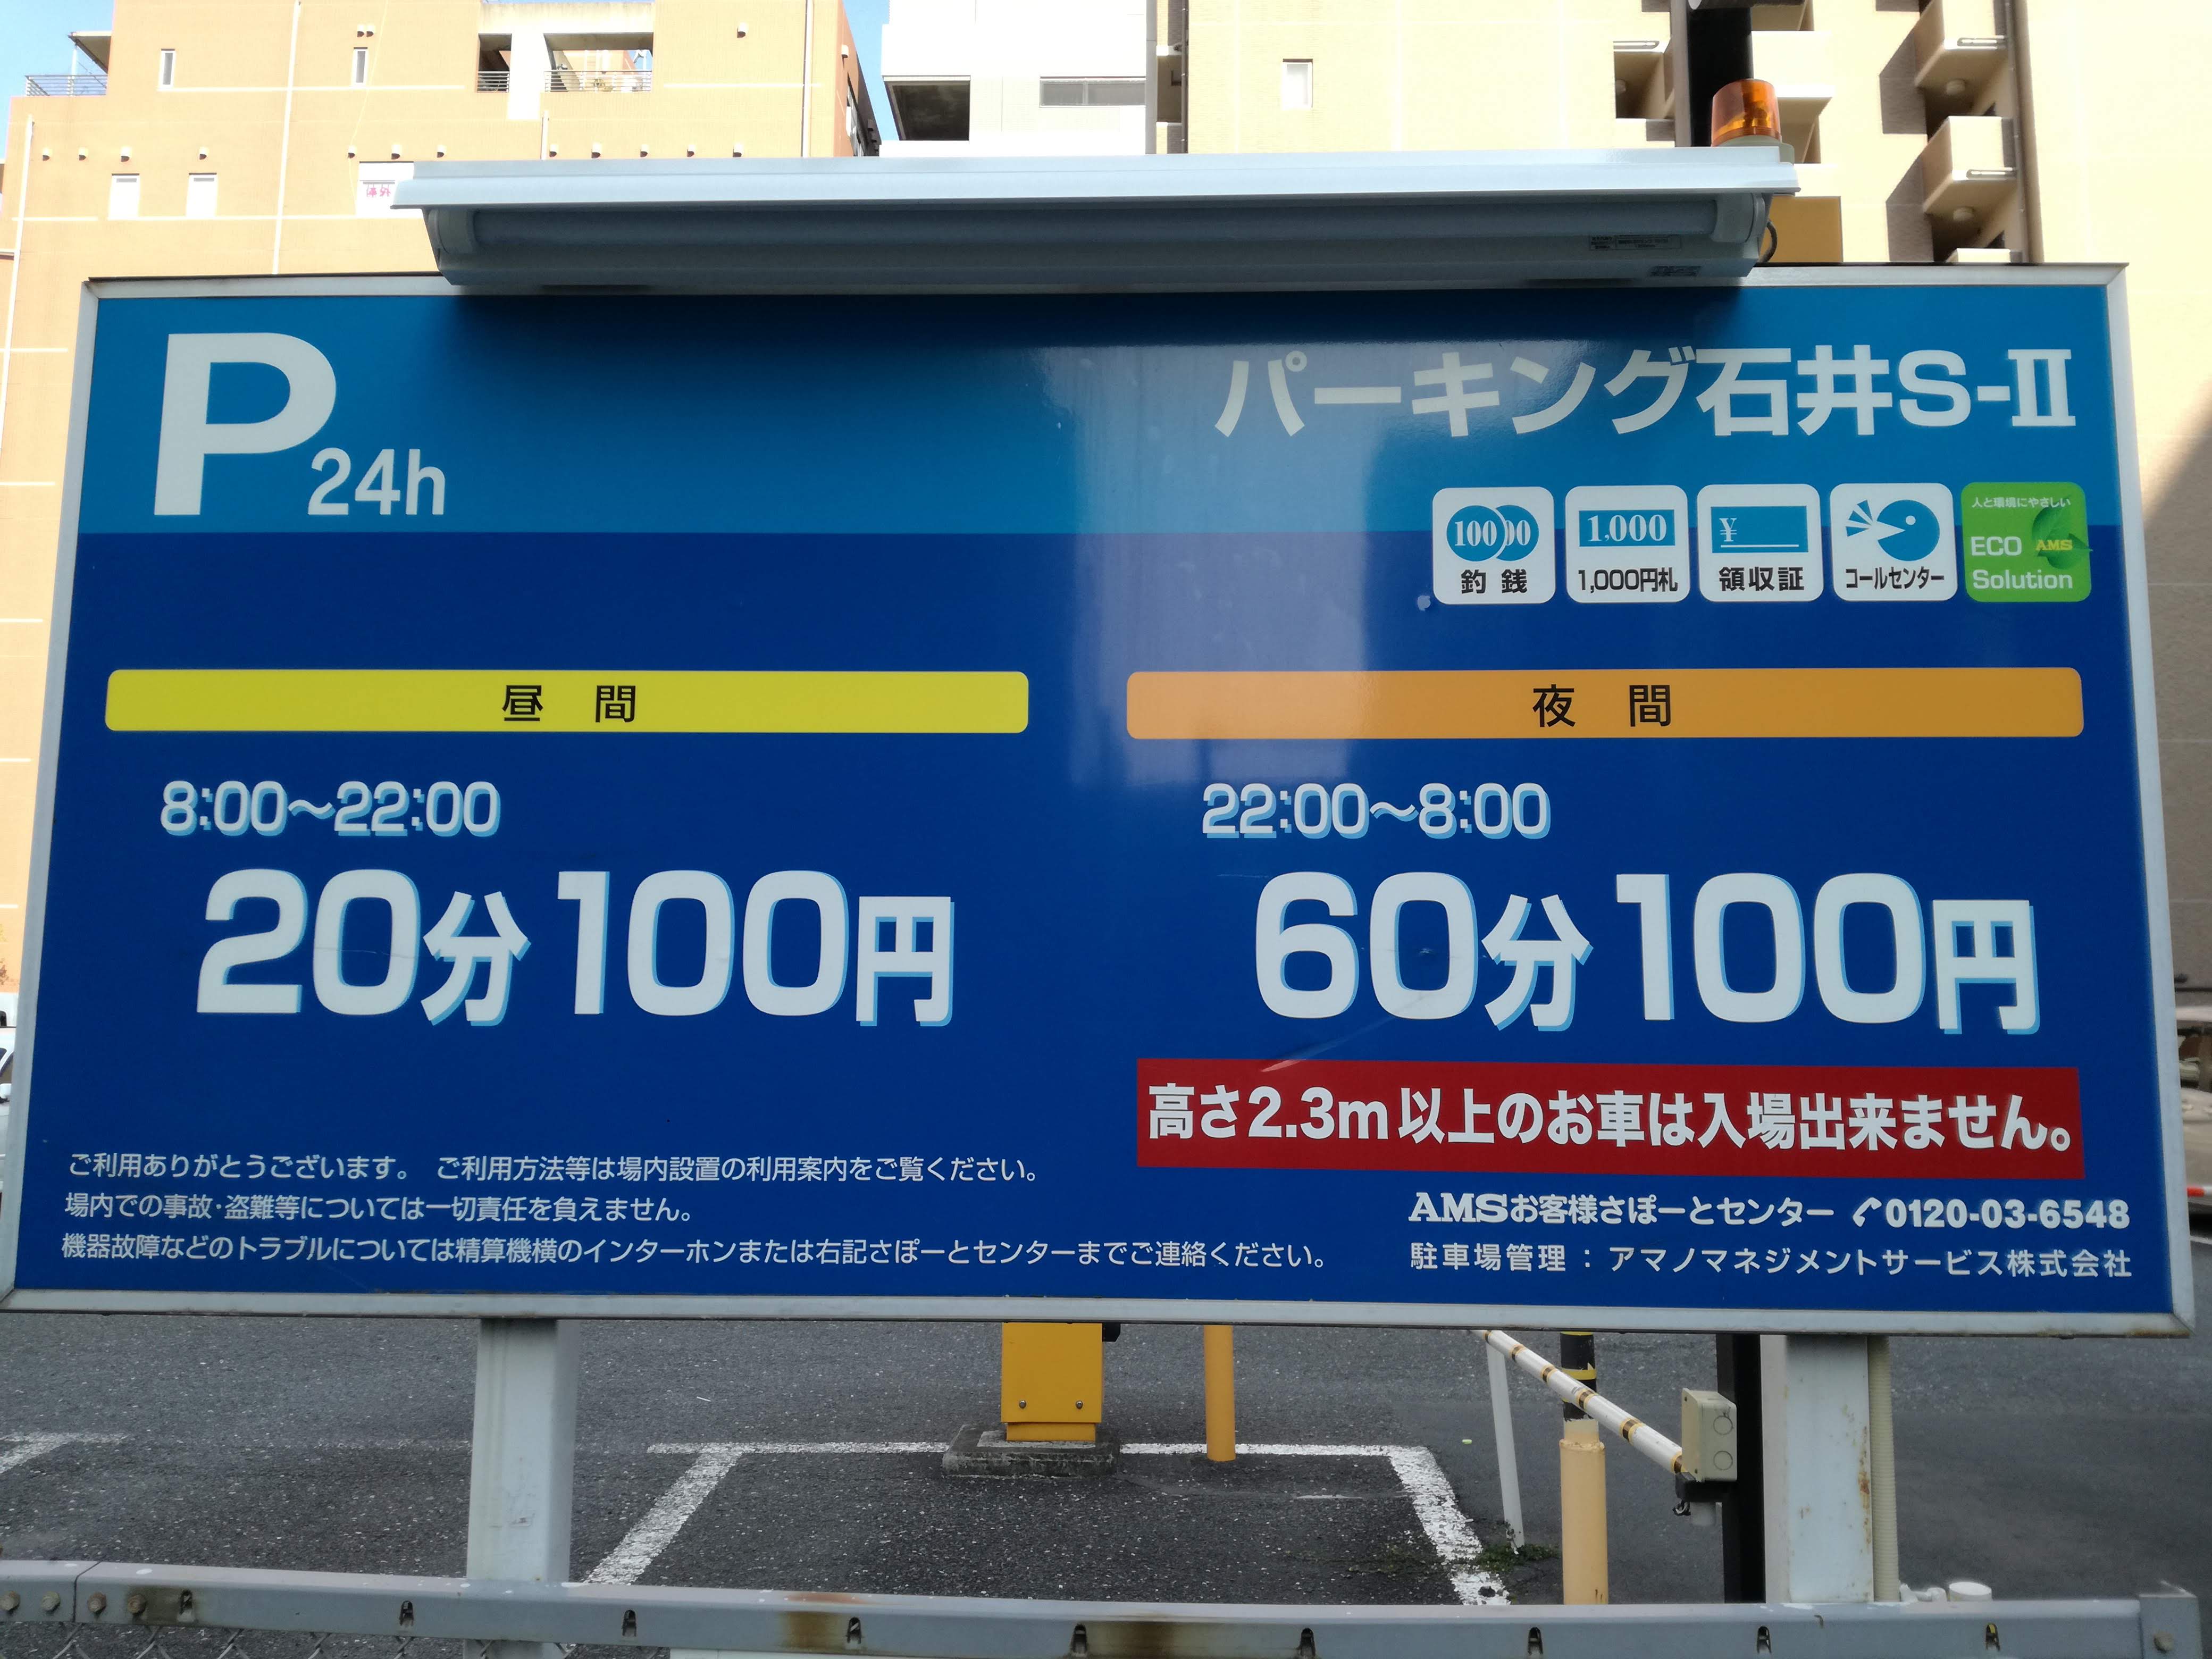 体外
P 24h
パーキング石井S-Ⅱ
100 00
釣銭
1,000
1,000円札
¥
領収証
コールセンター
人と環境にやさしい
ECO AMS
Solution
昼間
8:00〜22:00
20分100円
夜間
22:00〜8:00
60分100円
高さ2.3m以上のお車は入場出来ません。
ご利用ありがとうございます。 ご利用方法等は場内設置の利用案内をご覧ください。
場内での事故・盗難等については一切責任を負えません。
機器故障などのトラブルについては精算機横のインターホンまたは右記さぽーとセンターまでご連絡ください。
AMSお客様さぽーとセンター 0120-03-6548
駐車場管理：アマノマネジメントサービス株式会社